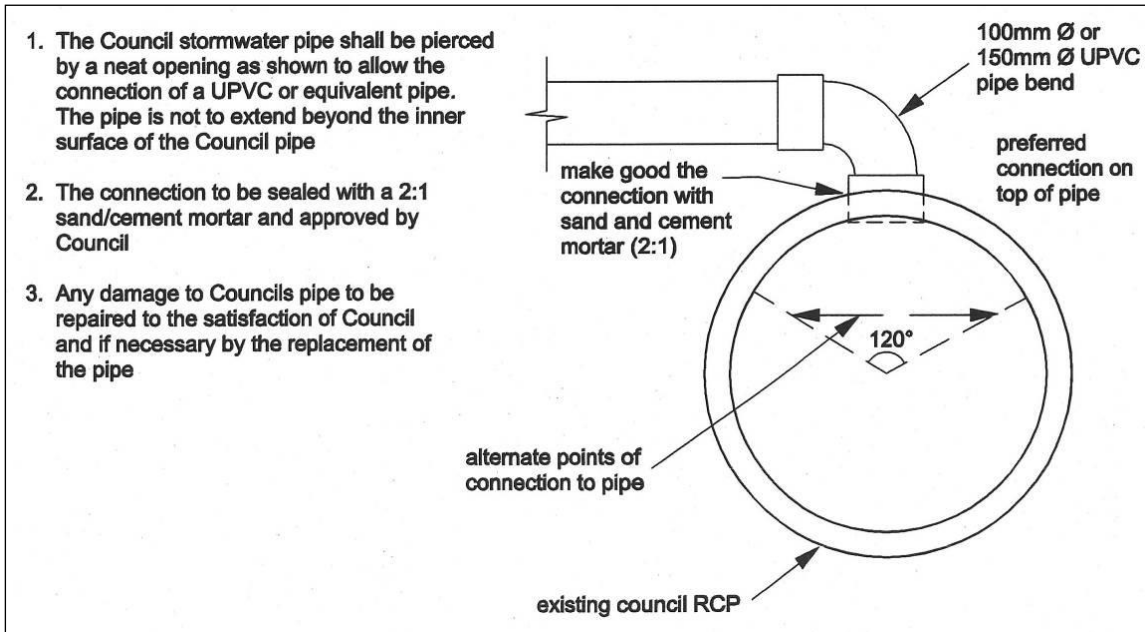 1. The Council stormwater pipe shall be pierced
by a neat opening as shown to allow the
connection of a UPVC or equivalent pipe.
The pipe is not to extend beyond the inner
surface of the Council pipe
2. The connection to be sealed with a 2:1
sand/cement mortar and approved by
Council
3. Any damage to Councils pipe to be
repaired to the satisfaction of Council
and if necessary by the replacement of
the pipe
100mm Ø or
150mm Ø UPVC
pipe bend
preferred
connection on
top of pipe
make good the
connection with
sand and cement
mortar (2:1)
120°
alternate points of
connection to pipe
existing council RCP